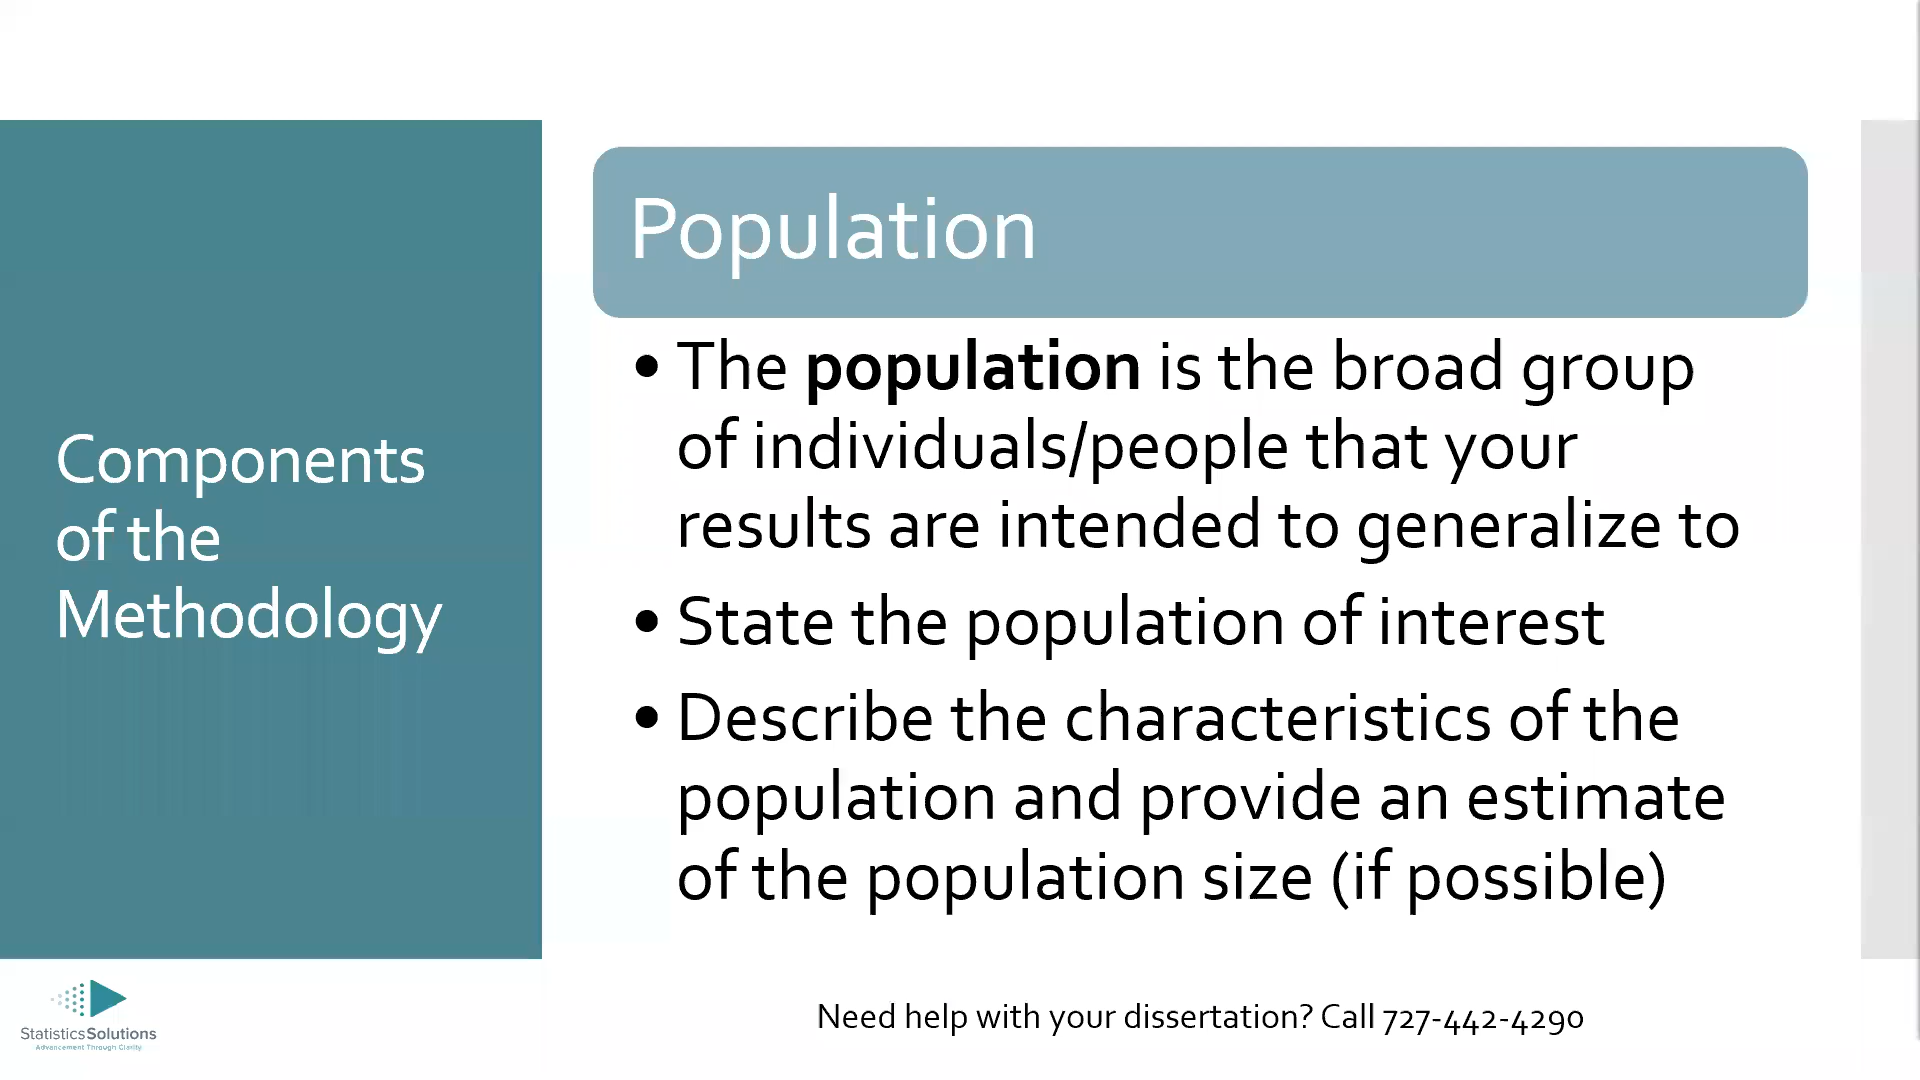 Components
of the
Methodology
Population
• The population is the broad group
of individuals/people that your
results are intended to generalize to
• State the population of interest
• Describe the characteristics of the
population and provide an estimate
of the population size (if possible)
StatisticsSolutions
Advancement Through Clarity
Need help with your dissertation? Call 727-442-4290